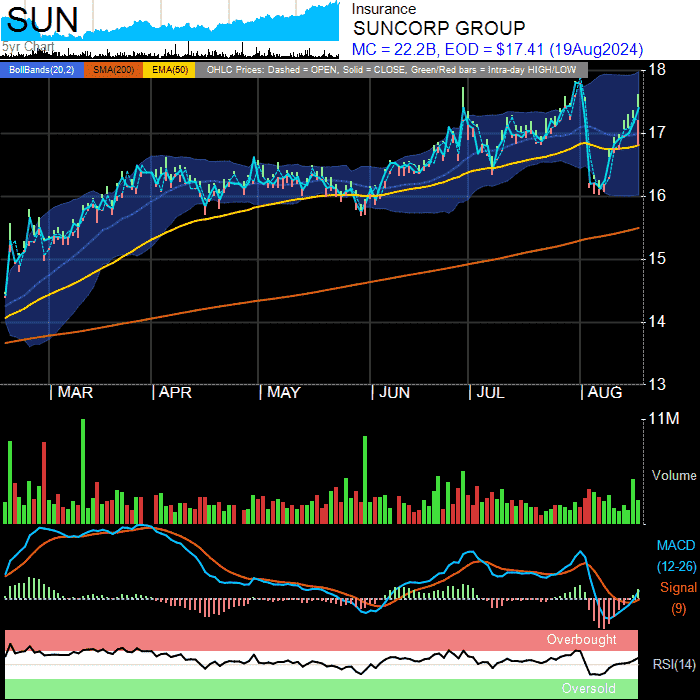 SUN
5yr Chart
Insurance
SUNCORP GROUP
MC = 22.2B, EOD = $17.41 (19Aug2024)
BollBands(20,2) SMA(200) EMA(50) OHLC Prices: Dashed = OPEN, Solid = CLOSE, Green/Red bars = Intra-day HIGH/LOW
18
17
16
15
14
13
MAR APR MAY JUN JUL AUG
11M
Volume
MACD
(12-26)
Signal
(9)
Overbought
RSI(14)
Oversold